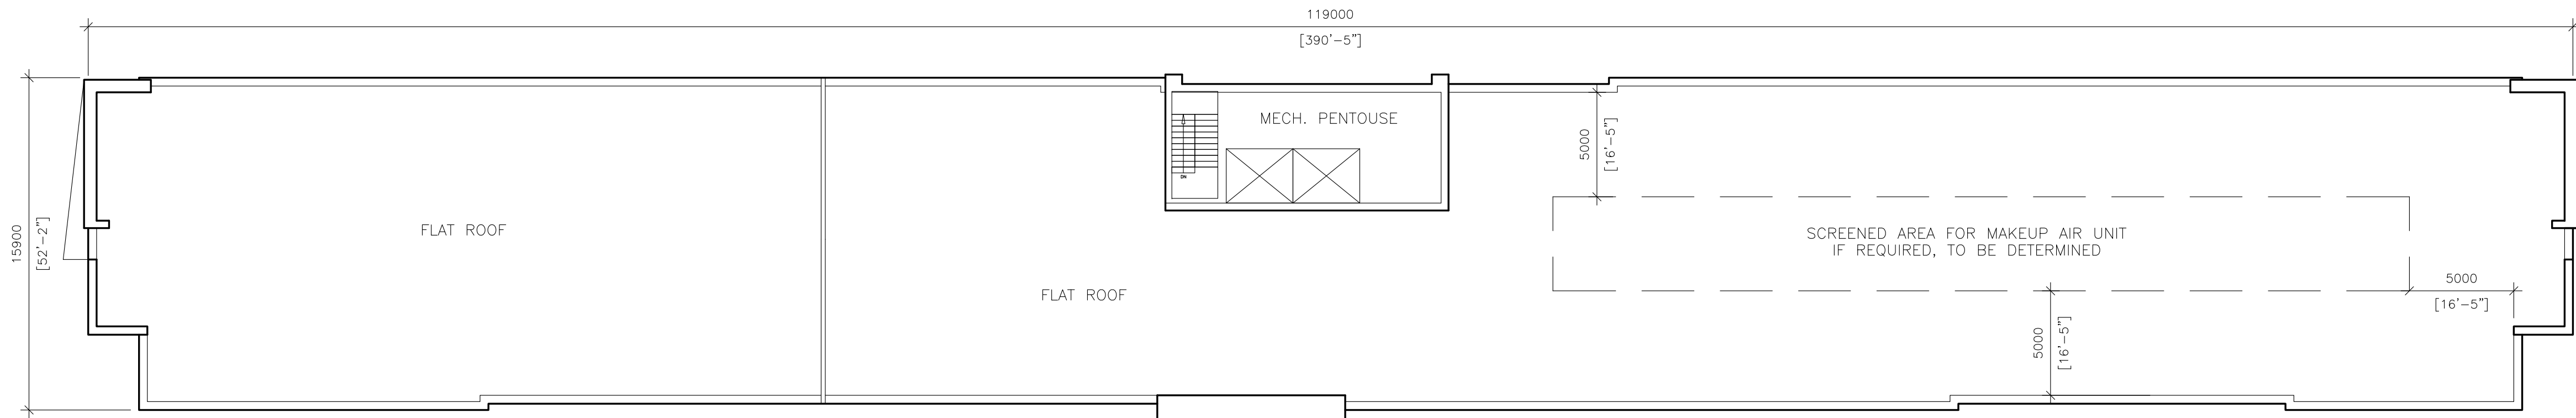 119000
[390'-5"]
MECH. PENTOUSE
DN
5000
[16'-5"]
15900
[52'-2"]
FLAT ROOF
SCREENED AREA FOR MAKEUP AIR UNIT
IF REQUIRED, TO BE DETERMINED
FLAT ROOF
5000
[16'-5"]
5000
[16'-5"]